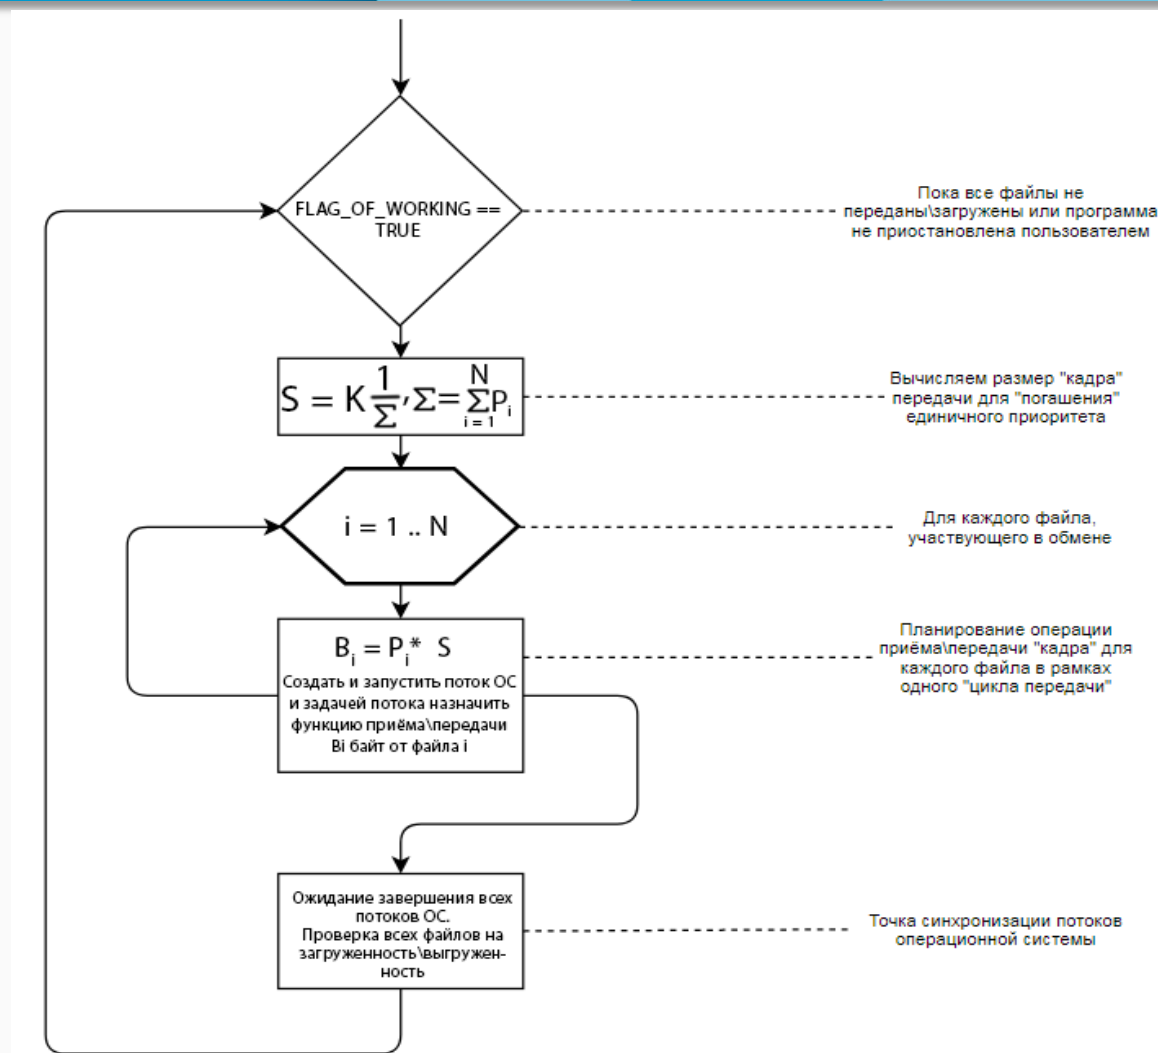 FLAG_OF_WORKING ==
TRUE
Пока все файлы не
переданы\загружены или программа
не приостановлена пользователем
S = K 1/Σ, Σ = N Σ i = 1 P i
Вычисляем размер "кадра"
передачи для "погашения"
единичного приоритета
i = 1 .. N
Для каждого файла,
участвующего в обмене
B i = P i * S
Создать и запустить поток ОС
и задачей потока назначить
функцию приёма\передачи
Bi байт от файла i
Планирование операции
приёма\передачи "кадра" для
каждого файла в рамках
одного "цикла передачи"
Ожидание завершения всех
потоков ОС.
Проверка всех файлов на
загруженность\выгружен-
ность
Точка синхронизации потоков
операционной системы